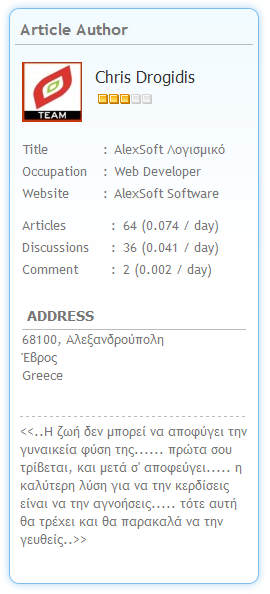 Article Author
Chris Drogidis
TEAM
Title : AlexSoft Λογισμικό
Occupation : Web Developer
Website : AlexSoft Software
Articles : 64 (0.074 / day)
Discussions : 36 (0.041 / day)
Comment : 2 (0.002 / day)
ADDRESS
68100, Αλεξανδρούπολη
Έβρος
Greece
<<..Η ζωή δεν μπορεί να αποφύγει την
γυναικεία φύση της...... πρώτα σου
τρίβεται, και μετά σ' αποφεύγει..... η
καλύτερη λύση για να την κερδίσεις
είναι να την αγνοήσεις..... τότε αυτή
θα τρέχει και θα παρακαλά να την
γευθείς..>>